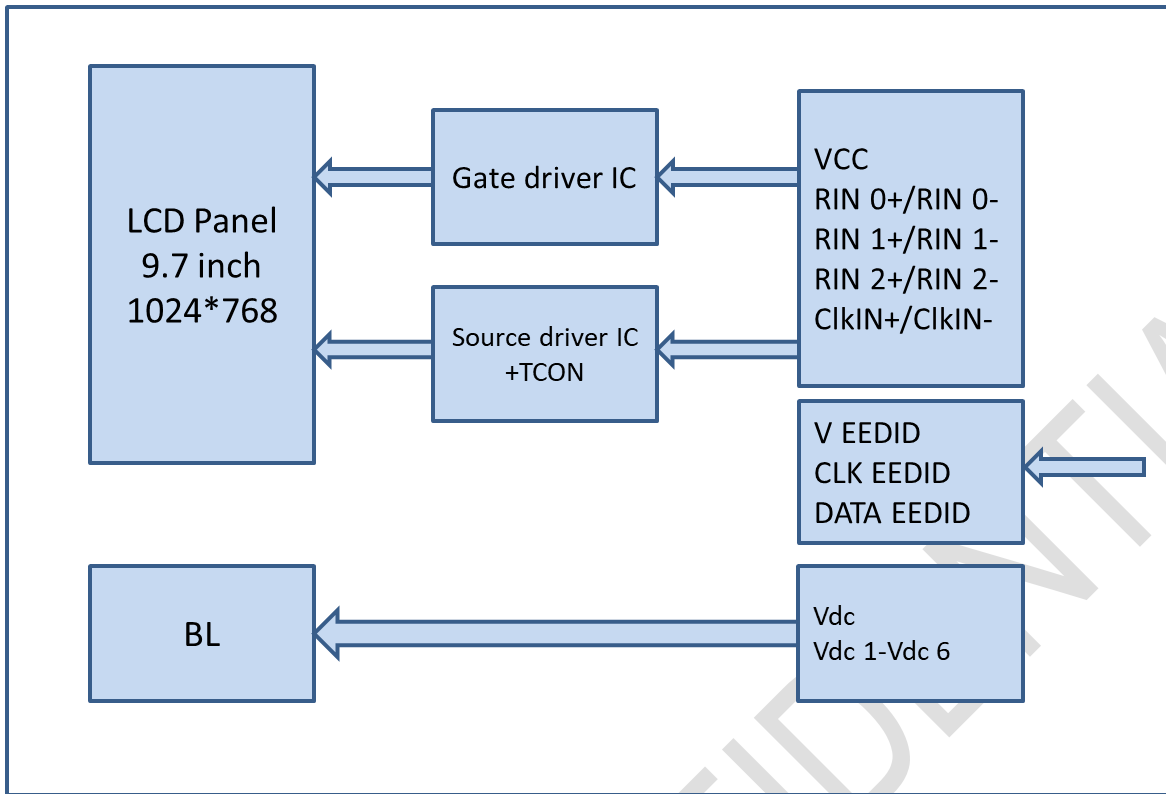 LCD Panel
9.7 inch
1024*768
Gate driver IC
Source driver IC
+TCON
VCC
RIN 0+/RIN 0-
RIN 1+/RIN 1-
RIN 2+/RIN 2-
ClkIN+/ClkIN-
V EEDID
CLK EEDID
DATA EEDID
BL
Vdc
Vdc 1-Vdc 6